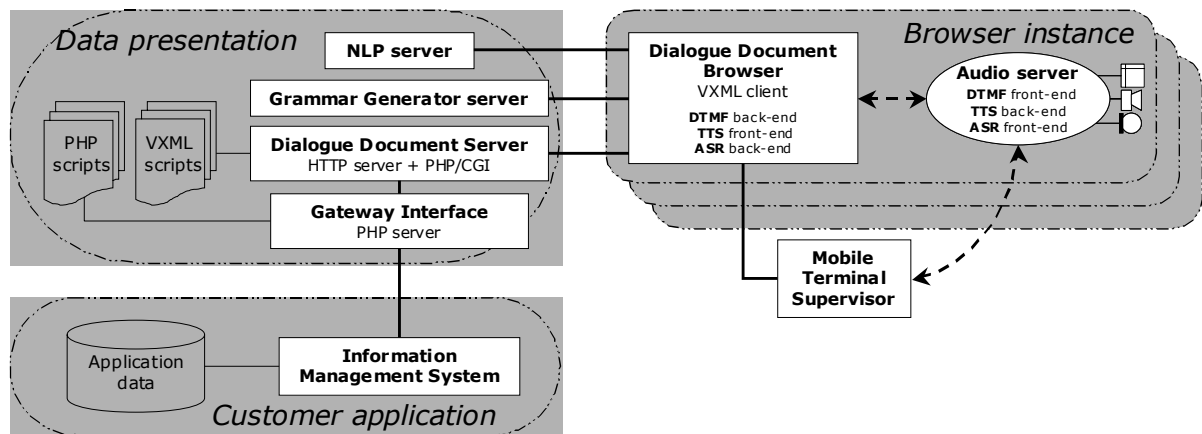 Data presentation
NLP server
Grammar Generator server
PHP
scripts
VXML
scripts
Dialogue Document Server
HTTP server + PHP/CGI
Gateway Interface
PHP server
Browser instance
Dialogue Document
Browser
VXML client
DTMF back-end
TTS front-end
ASR back-end
Audio server
DTMF front-end
TTS back-end
ASR front-end
Mobile
Terminal
Supervisor
Application
data
Information
Management System
Customer application